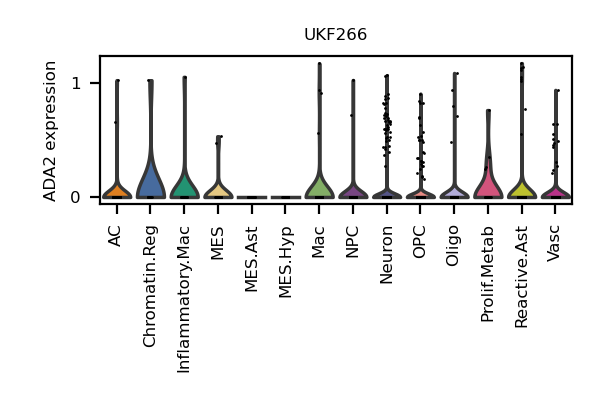 UKF266
ADA2 expression
1
0
AC
Chromatin.Reg
Inflammatory.Mac
MES
MES.Ast
MES.Hyp
Mac
NPC
Neuron
OPC
Oligo
Prolif.Metab
Reactive.Ast
Vasc